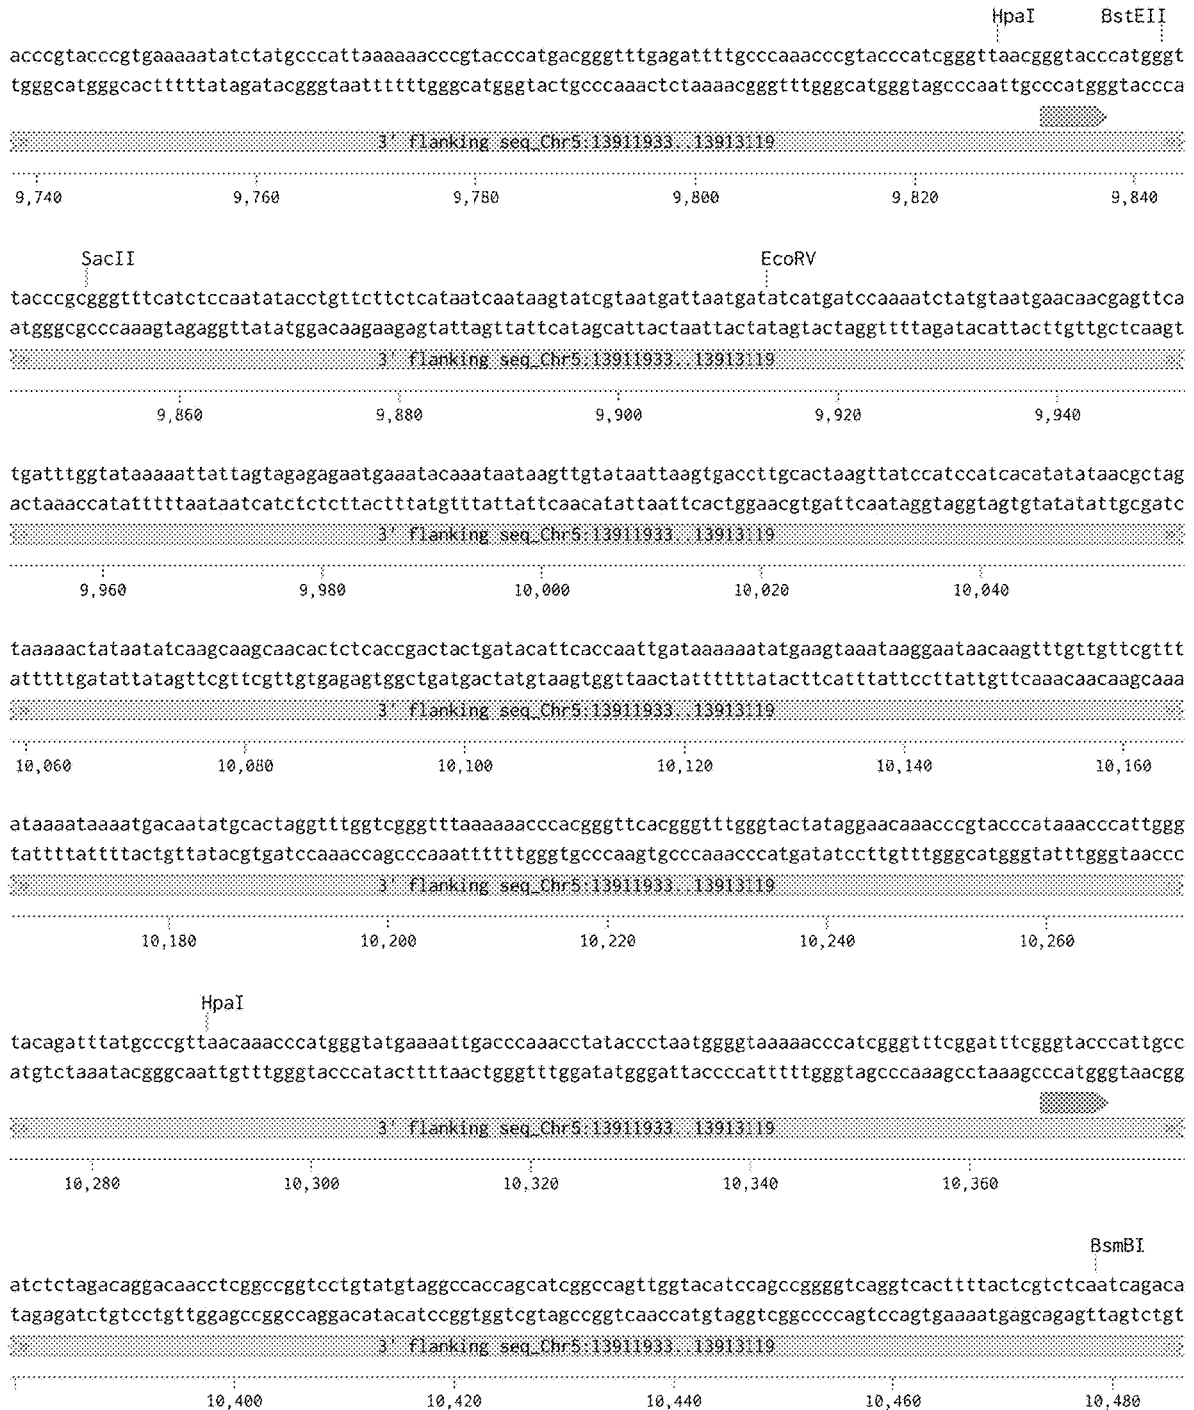 HpaI BstEII
acccgtacccgtgaaaaatatctatgcccattaaaaaacccgtacccatgacgggtttgagattttgcccaaacccgtacccatcgggttaacgggtacccatgggt
tgggcatgggcactttttatagatacgggtaattttttgggcatgggtactgcccaaactctaaaacgggtttgggcatgggtagcccaattgcccatgggtaccca
3' flanking seq_Chr5:13911933..13913119
9,740 9,760 9,780 9,800 9,820 9,840
SacII EcoRV
tacccgcgggtttcatctccaatatacctgttcttctcataatcaataagtatcgtaatgattaatgatatcatgatccaaaatctatgtaatgaacaacgagttca
atgggcgcccaaagtagaggttatatggacaagaagagtattagttattcatagcattactaattactatagtactaggttttagatacattacttgttgctcaagt
3' flanking seq_Chr5:13911933..13913119
9,860 9,880 9,900 9,920 9,940
tgatttggtataaaaattattagtagagagaatgaaatacaaataataagttgtataattaagtgaccttgcactaagttatccatccatcacatatataacgctag
actaaaccatatttttaataatcatctctcttactttatgtttattattcaacatattaattcactggaacgtgattcaataggtaggtagtgtatatattgcgatc
3' flanking seq_Chr5:13911933..13913119
9,960 9,980 10,000 10,020 10,040
taaaaactataatatcaagcaagcaacactctcaccgactactgatacattcaccaattgataaaaaatatgaagtaaataaggaataacaagtttgttgttcgttt
atttttgatattatagttcgttcgttgtgagagtggctgatgactatgtaagtggttaactattttttatacttcatttattccttattgttcaaacaacaagcaaa
3' flanking seq_Chr5:13911933..13913119
10,060 10,080 10,100 10,120 10,140 10,160
ataaaataaaatgacaatatgcactaggtttggtcgggtttaaaaaacccacgggttcacgggtttgggtactataggaacaaacccgtacccataaacccattggg
tattttattttactgttatacgtgatccaaaccagcccaaattttttgggtgcccaagtgcccaaacccatgatatccttgtttgggcatgggtatttgggtaaccc
3' flanking seq_Chr5:13911933..13913119
10,180 10,200 10,220 10,240 10,260
HpaI
tacagatttatgcccgttaacaaacccatgggtatgaaaattgacccaaacctataccctaatggggtaaaaacccatcgggtttcggatttcgggtacccattgcc
atgtctaaatacgggcaattgtttgggtacccatacttttaactgggtttggatatgggattaccccatttttgggtagcccaaagcctaaagcccatgggtaacgg
3' flanking seq_Chr5:13911933..13913119
10,280 10,300 10,320 10,340 10,360
BsmBI
atctctagacaggacaacctcggccggtcctgtatgtaggccaccagcatcggccagttggtacatccagccggggtcaggtcacttttactcgtctcaatcagaca
tagagatctgtcctgttggagccggccaggacatacatccggtggtcgtagccggtcaaccatgtaggtcggccccagtccagtgaaaatgagcagagttagtctgt
3' flanking seq_Chr5:13911933..13913119
10,400 10,420 10,440 10,460 10,480